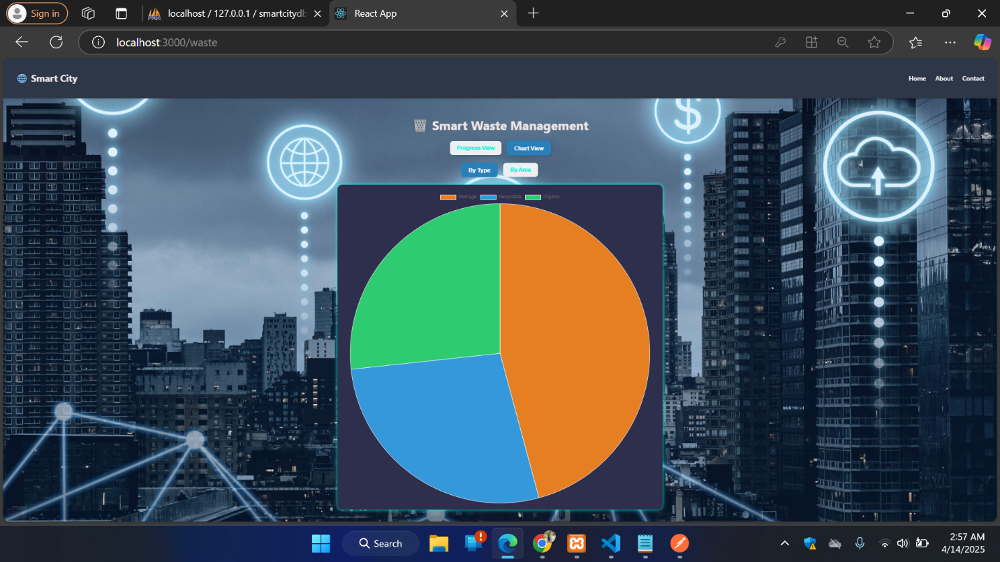 Sign in
localhost / 127.0.0.1 / smartcitydb
React App
localhost:3000/waste
Smart City
Home About Contact
Smart Waste Management
Progress View Chart View
By Type By Area
Garbage Recyclable Organic
$
Search
2:57 AM
4/14/2025